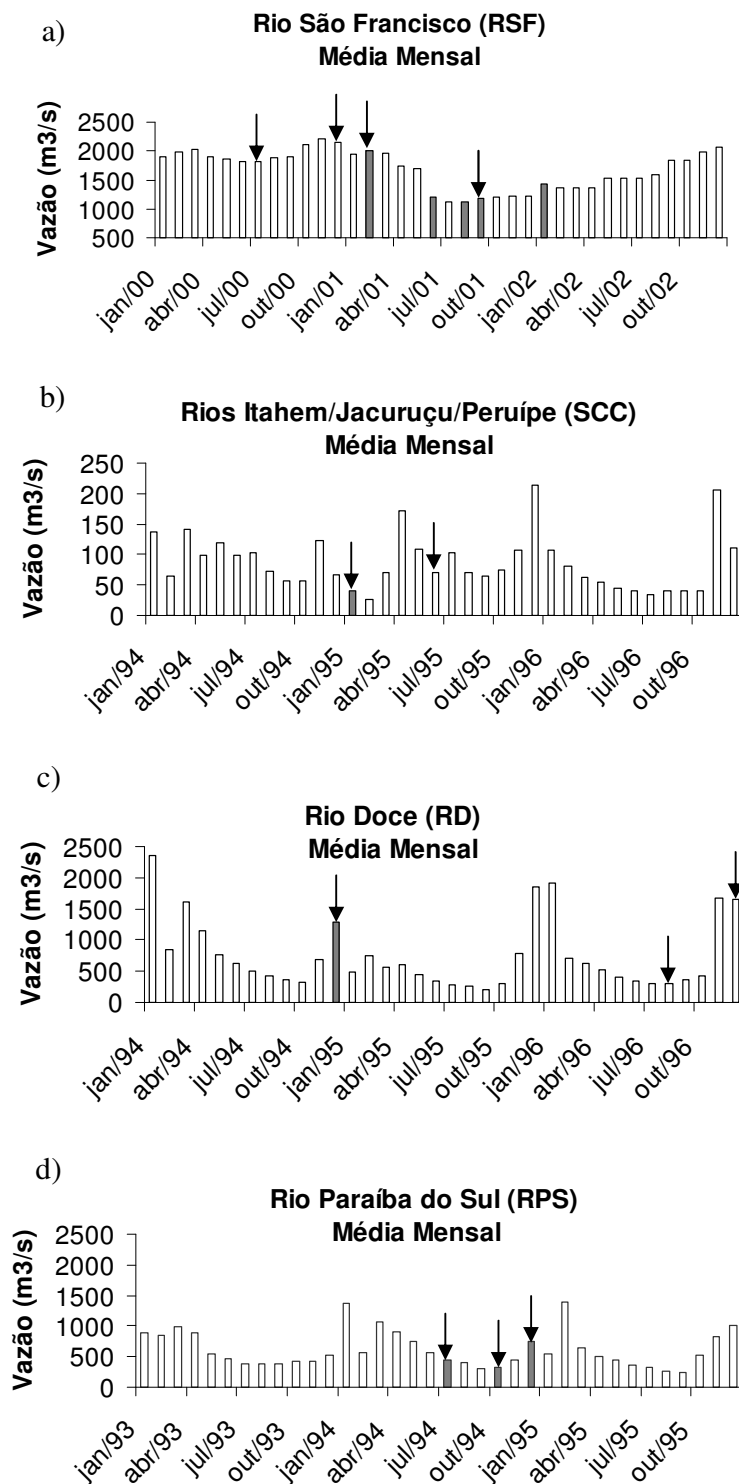 a)
Rio São Francisco (RSF)
Média Mensal
Vazão (m3/s)
2500
2000
1500
1000
500
jan/00
abr/00
jul/00
out/00
jan/01
abr/01
jul/01
out/01
jan/02
abr/02
jul/02
out/02
b)
Rios Itahem/Jacuruçu/Peruípe (SCC)
Média Mensal
Vazão (m3/s)
250
200
150
100
50
0
jan/94
abr/94
jul/94
out/94
jan/95
abr/95
jul/95
out/95
jan/96
abr/96
jul/96
out/96
c)
Rio Doce (RD)
Média Mensal
Vazão (m3/s)
2500
2000
1500
1000
500
0
jan/94
abr/94
jul/94
out/94
jan/95
abr/95
jul/95
out/95
jan/96
abr/96
jul/96
out/96
d)
Rio Paraíba do Sul (RPS)
Média Mensal
Vazão (m3/s)
2500
2000
1500
1000
500
0
jan/93
abr/93
jul/93
out/93
jan/94
abr/94
jul/94
out/94
jan/95
abr/95
jul/95
out/95